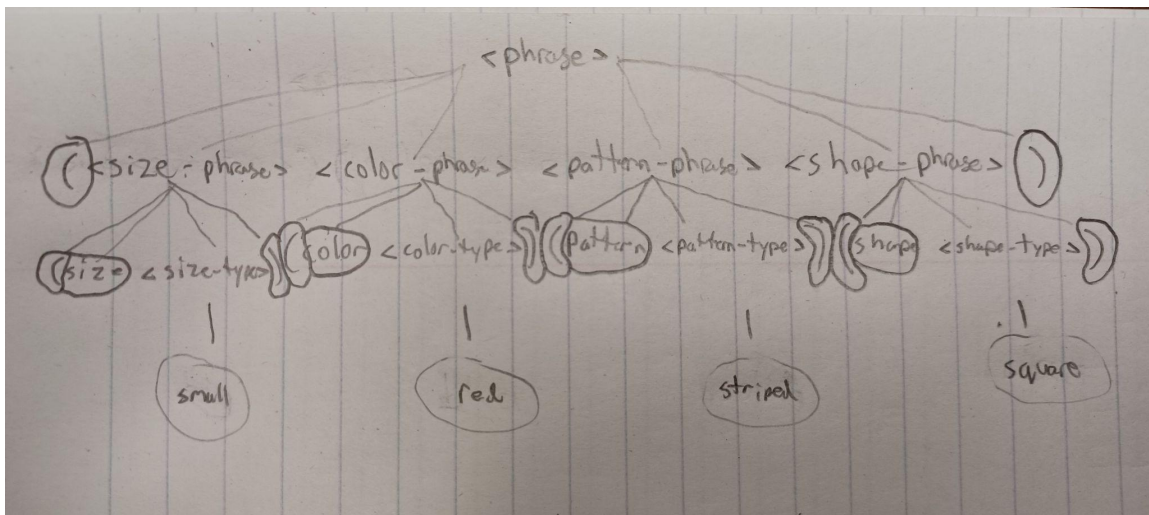 <phrase>
( <size-phrase> <color-phrase> <pattern-phrase> <shape-phrase> )
( size <size-type> ) ( color <color-type> ) ( pattern <pattern-type> ) ( shape <shape-type> )
small red striped square